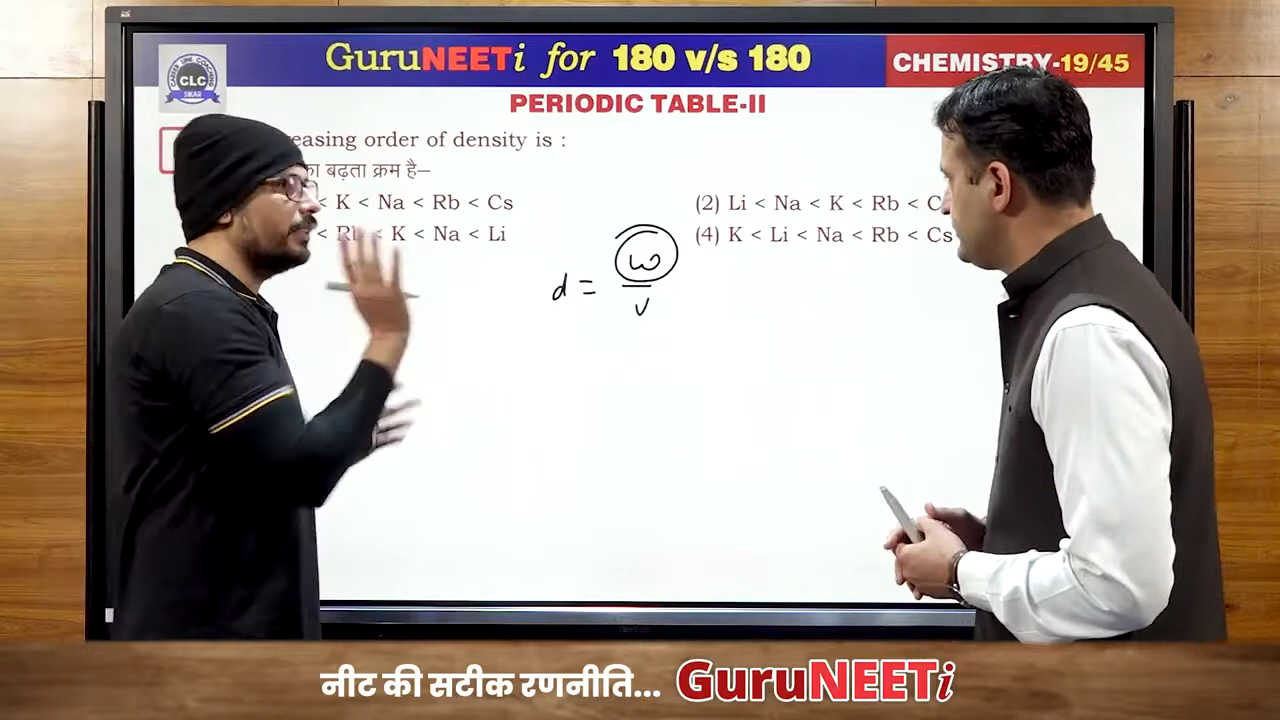 GuruNEETi for 180 v/s 180
CHEMISTRY-19/45
CLC
SIKAR
PERIODIC TABLE-II
order of density is :
बढ़ता क्रम है–
< K < Na < Rb < Cs
(2) Li < Na < K < Rb <
< K < Na < Li
(4) K < Li < Na < Rb < Cs
d = w
v
नीट की सटीक रणनीति... GuruNEETi